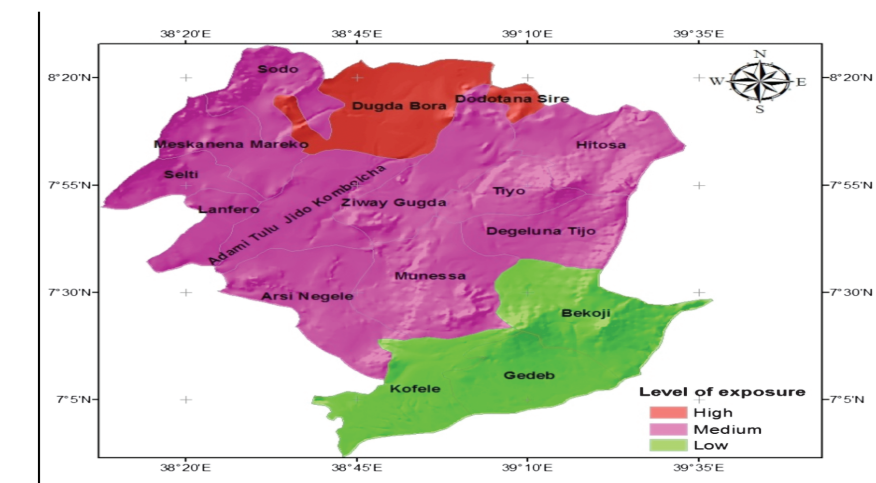 38°20'E 38°45'E 39°10'E 39°35'E
N
W E
S
8°20'N 8°20'N
Sodo
Dugda Bora
Dodotana Sire
Meskanena Mareko
Hitosa
Selti
7°55'N 7°55'N
Tiyo
Lanfero
Adami Tulu Jido Komboicha
Ziway Gugda
Degeluna Tijo
Munessa
7°30'N 7°30'N
Arsi Negele
Bekoji
Gedeb
Kofele
7°5'N 7°5'N
Level of exposure
High
Medium
Low
38°20'E 38°45'E 39°10'E 39°35'E